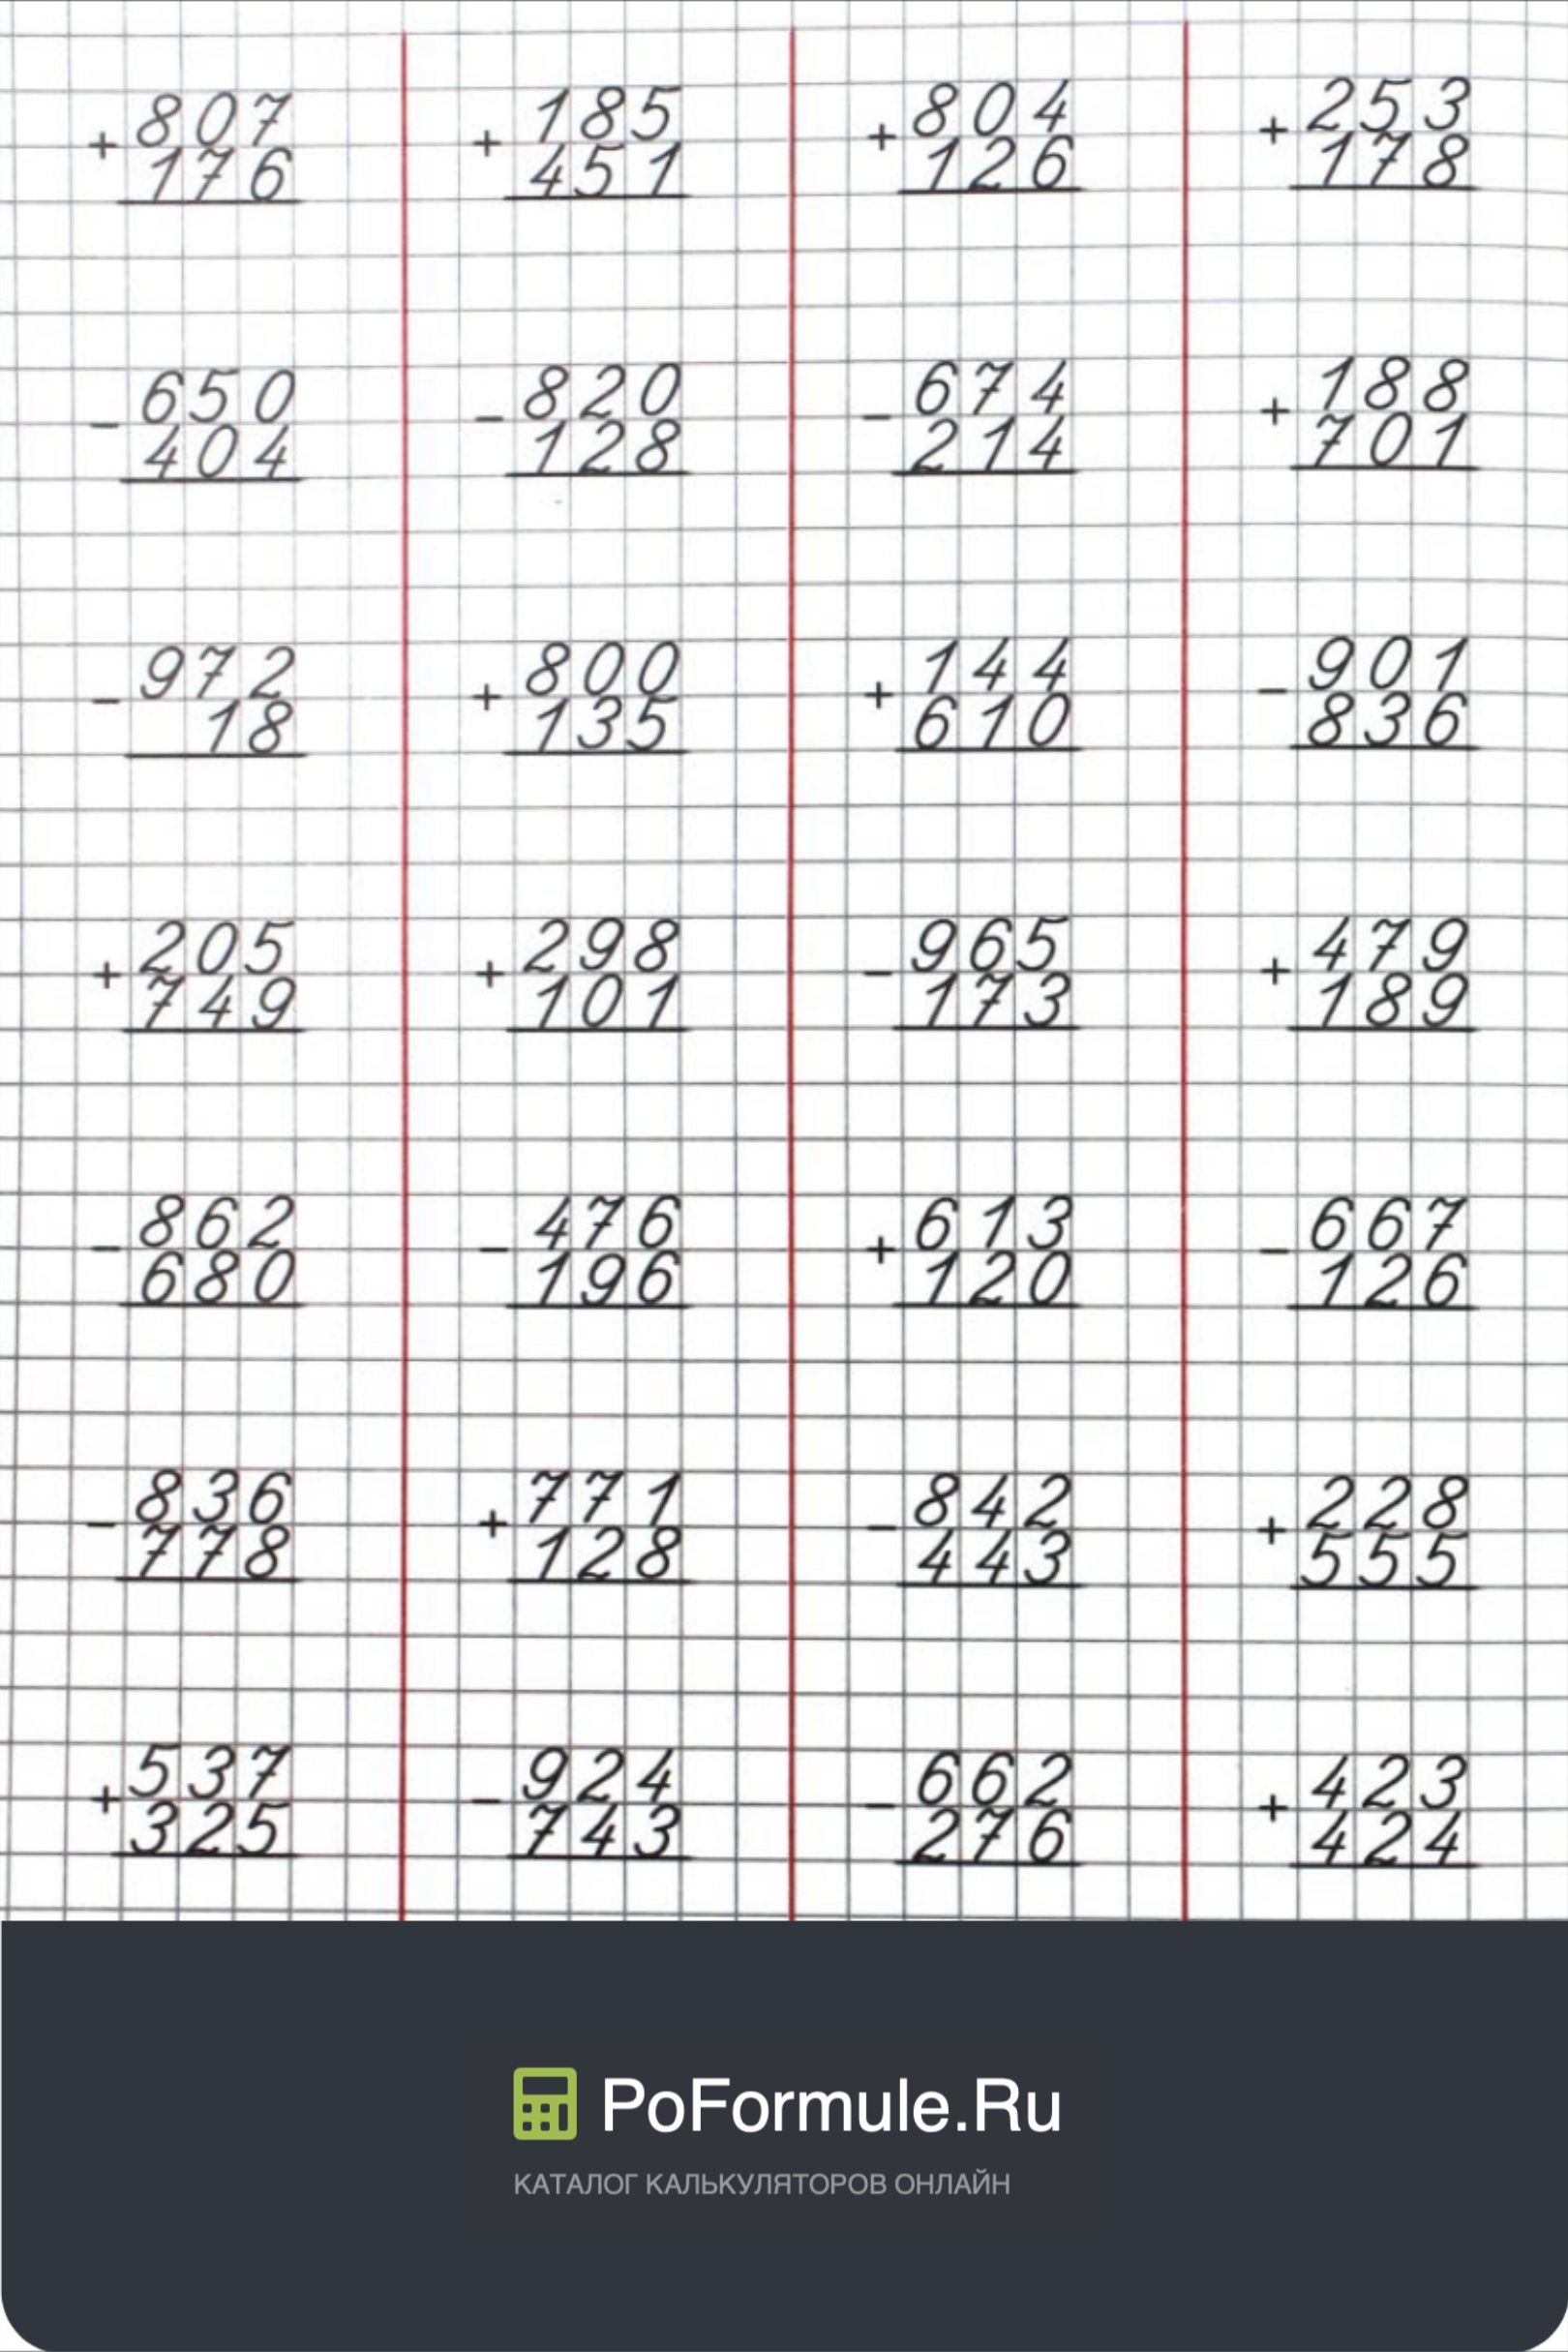 + 807 + 185 + 804 + 253
176 451 126 178
- 650 - 820 - 674 + 188
404 128 214 701
- 972 + 800 + 144 - 901
18 135 610 836
+ 205 + 298 - 965 + 479
749 101 173 189
- 862 - 476 + 613 - 667
680 196 120 126
- 836 + 771 - 842 + 228
778 128 443 555
+ 537 - 924 - 662 + 423
325 743 276 424
PoFormule.Ru
КАТАЛОГ КАЛЬКУЛЯТОРОВ ОНЛАЙН